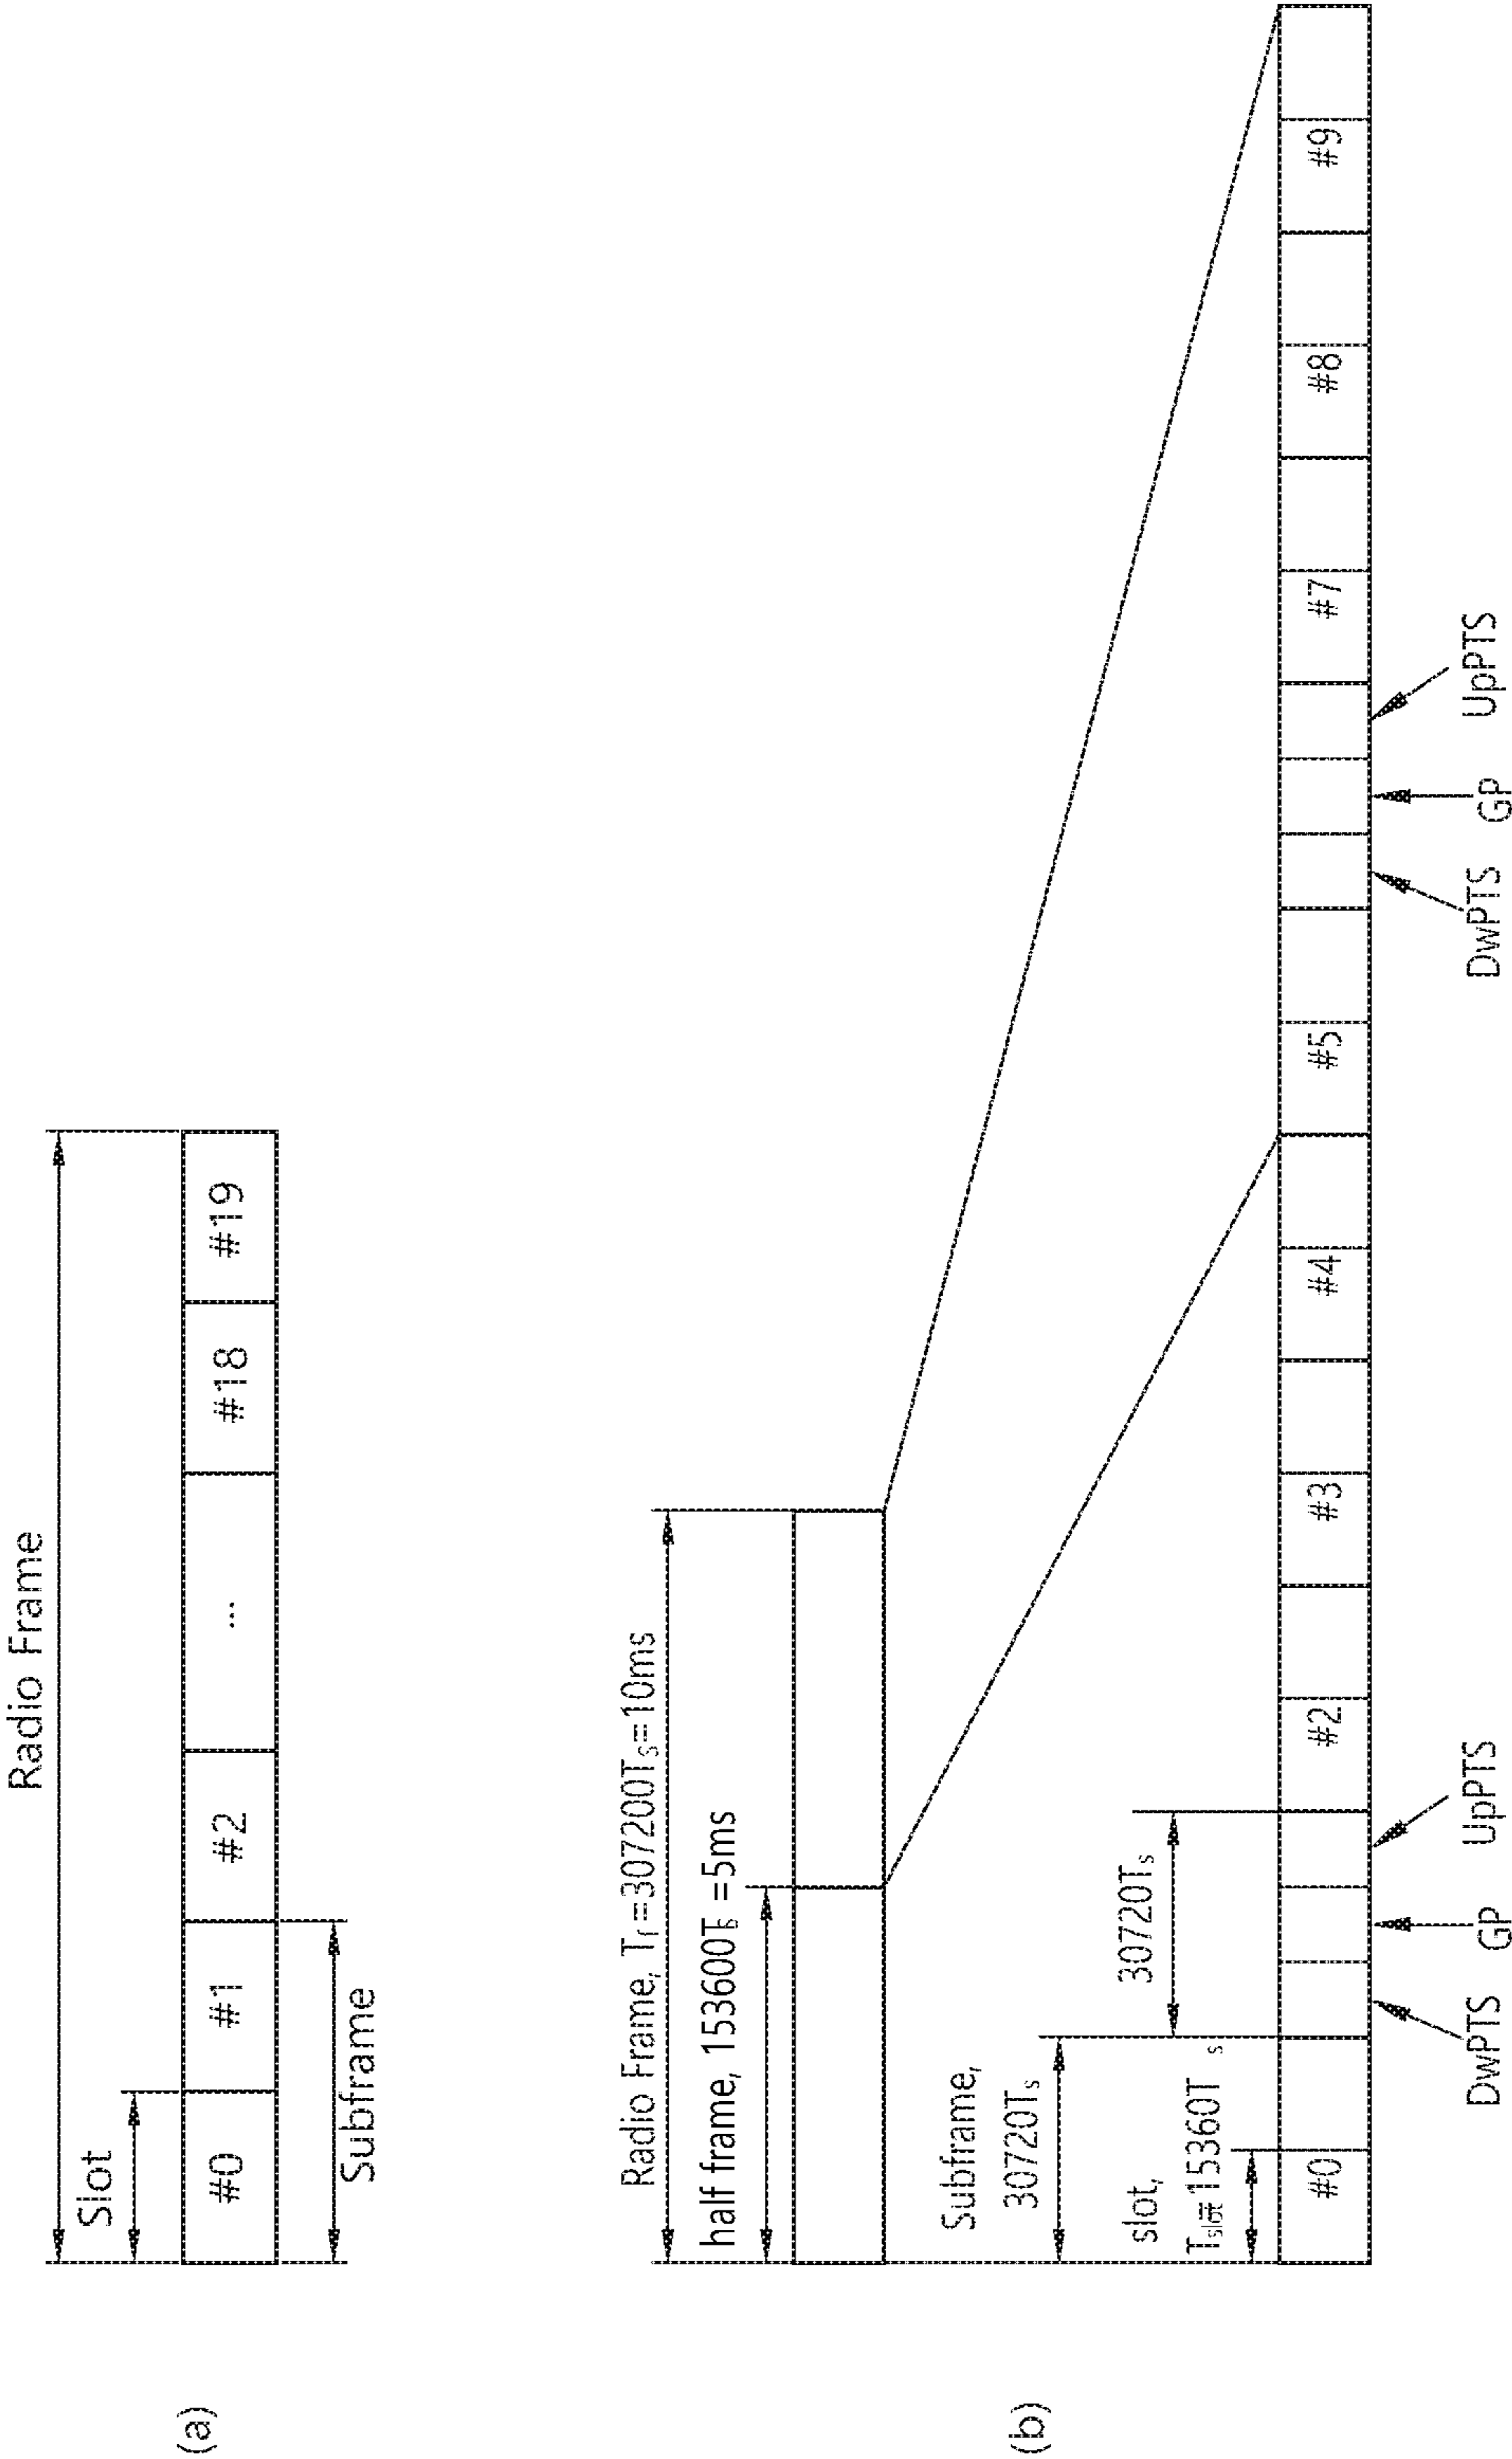 (a)
Radio Frame
Slot
#0 #1 #2 ... #18 #19
Subframe
(b)
Radio Frame, Tf=307200Ts=10ms
half frame, 153600Ts =5ms
Subframe,
30720Ts
30720Ts
slot,
Tslot=15360Ts
#0 #2 #3 #4 #5 #7 #8 #9
DwPTS GP UpPTS DwPTS GP UpPTS